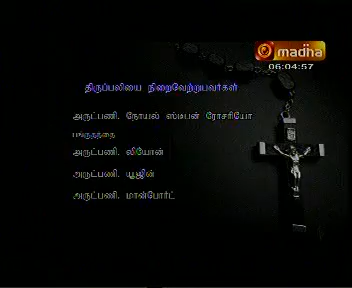 madha
06:04:57
திருப்பலியை நிறைவேற்றுபவர்கள்
அருட்பணி. நோயல் ஸ்டீபன் ரோசரியோ
பங்குத்தந்தை
அருட்பணி. லியோன்
அருட்பணி. யூஜின்
அருட்பணி. மான்போர்ட்